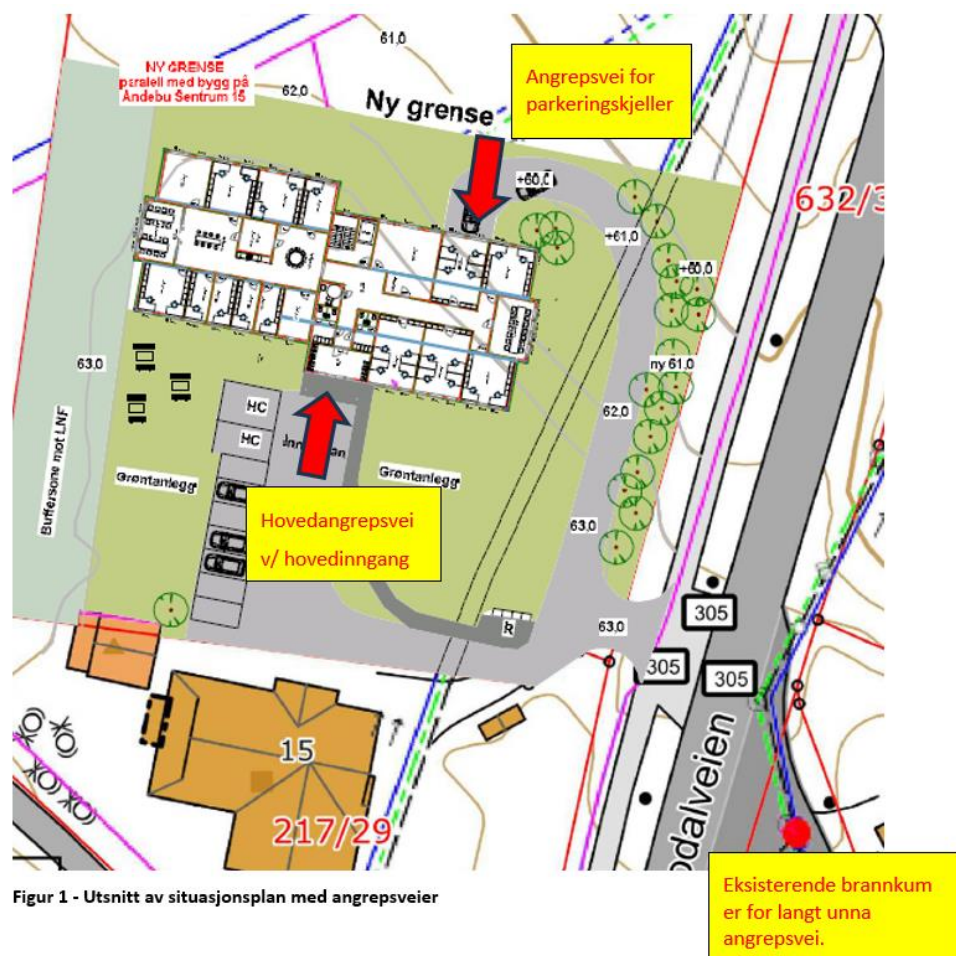 NY GRENSE
paralell med bygg på
Andebu Sentrum 15
61,0
62,0
Ny grense
Angrepsvei for
parkeringskjeller
+60,0
632/3
+61,0
+60,0
63,0
ny 61,0
62,0
HC
HC
Buffersone mot LNF
Grøntanlegg
Grøntanlegg
Hovedangrepsvei
v/ hovedinngang
63,0
R
63,0
305
305
305
15
217/29
odalveien
Eksisterende brannkum
er for langt unna
angrepsvei.
Figur 1 - Utsnitt av situasjonsplan med angrepsveier